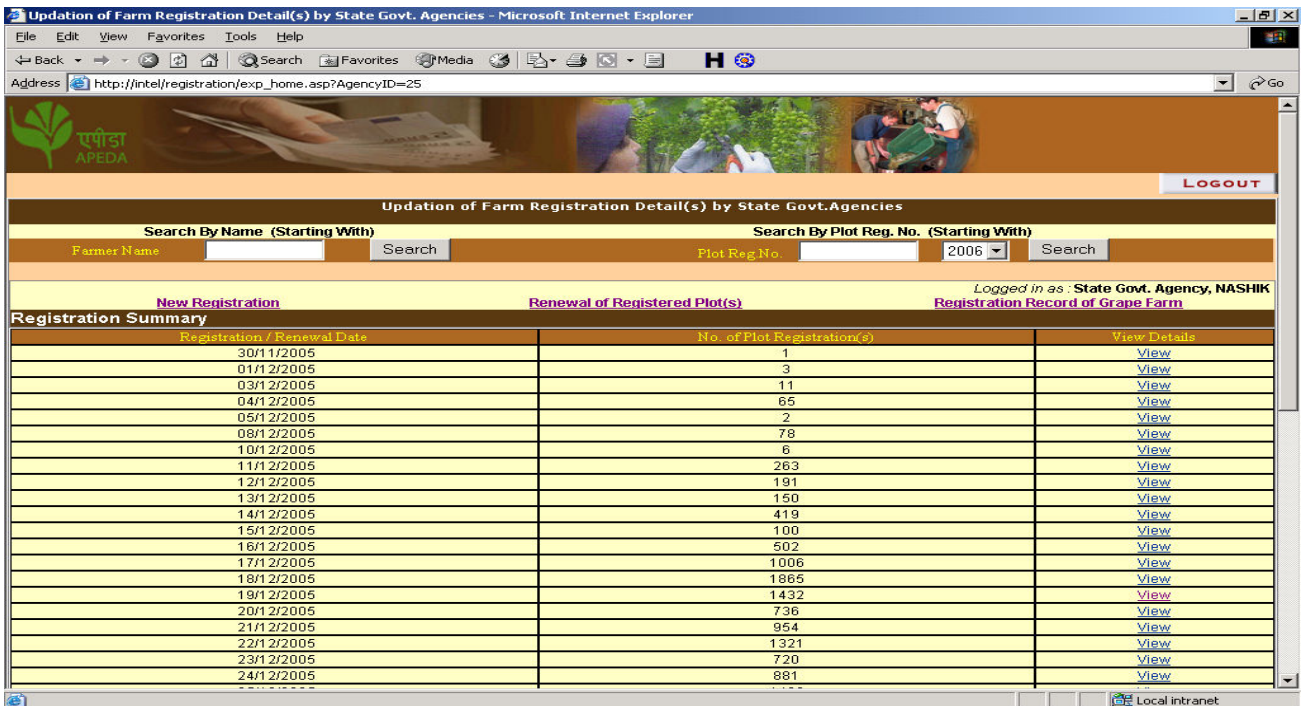 Updation of Farm Registration Detail(s) by State Govt. Agencies - Microsoft Internet Explorer
File Edit View Favorites Tools Help
Back Search Favorites Media H
Address http://intel/registration/exp_home.asp?AgencyID=25 Go
एपीडा
APEDA
LOGOUT
Updation of Farm Registration Detail(s) by State Govt.Agencies
Search By Name (Starting With) Search By Plot Reg. No. (Starting With)
Farmer Name Search Plot Reg.No. 2006 Search
Logged in as : State Govt. Agency, NASHIK
New Registration Renewal of Registered Plot(s) Registration Record of Grape Farm
Registration Summary
Registration / Renewal Date No. of Plot Registration(s) View Details
30/11/2005 1 View
01/12/2005 3 View
03/12/2005 11 View
04/12/2005 65 View
05/12/2005 2 View
08/12/2005 78 View
10/12/2005 6 View
11/12/2005 263 View
12/12/2005 191 View
13/12/2005 150 View
14/12/2005 419 View
15/12/2005 100 View
16/12/2005 502 View
17/12/2005 1006 View
18/12/2005 1865 View
19/12/2005 1432 View
20/12/2005 736 View
21/12/2005 954 View
22/12/2005 1321 View
23/12/2005 720 View
24/12/2005 881 View
Local intranet